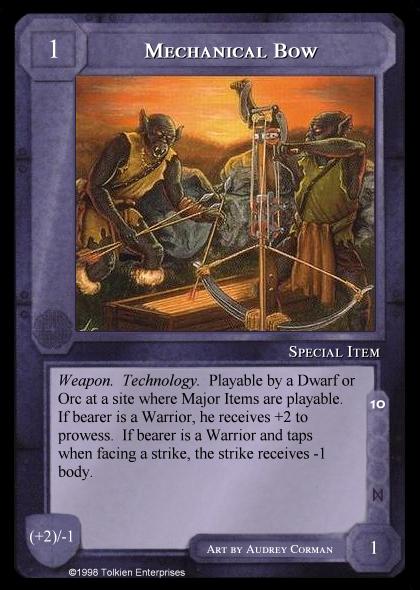 1
MECHANICAL BOW
SPECIAL ITEM
Weapon. Technology. Playable by a Dwarf or
Orc at a site where Major Items are playable.
If bearer is a Warrior, he receives +2 to
prowess. If bearer is a Warrior and taps
when facing a strike, the strike receives -1
body.
10
(+2)/-1
ART BY AUDREY CORMAN
1
©1998 Tolkien Enterprises